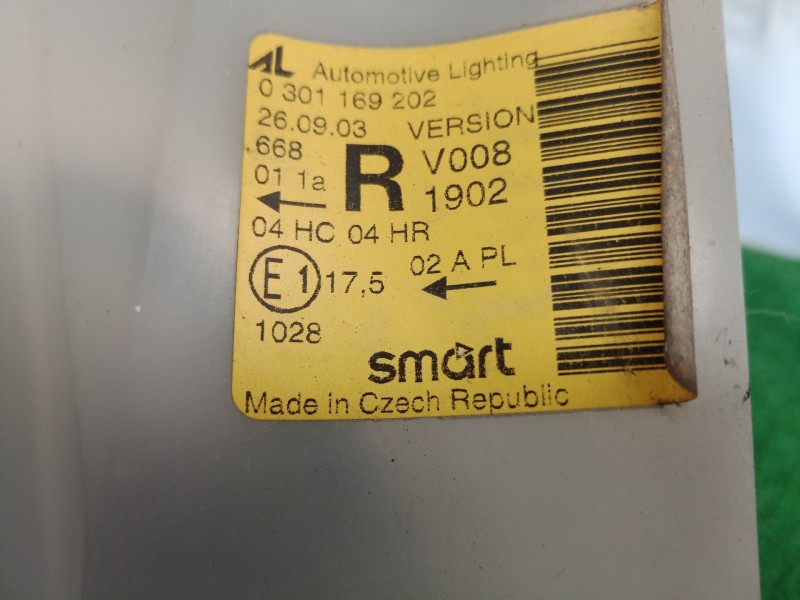 AL Automotive Lighting
0 301 169 202
26.09.03 VERSION
668 R V008
01 1a 1902
04 HC 04 HR
E1 17,5 02 A PL
1028
smart
Made in Czech Republic